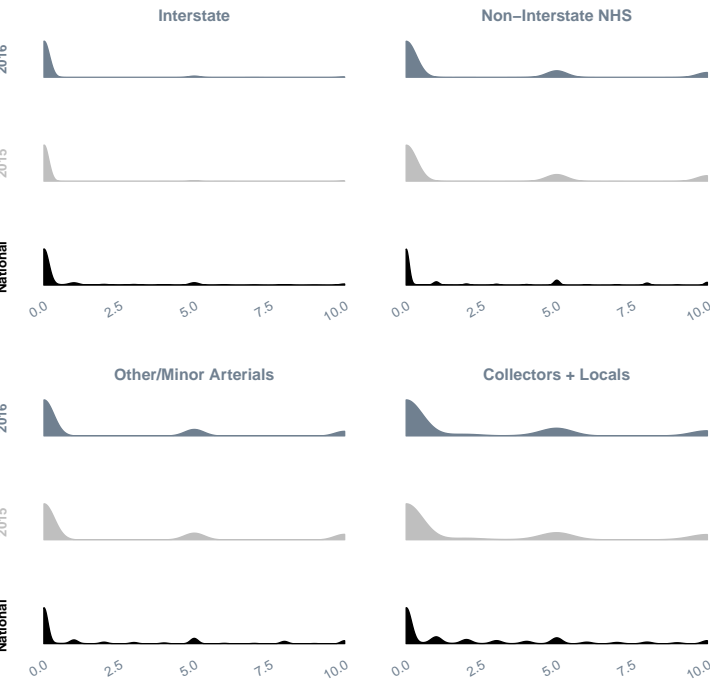 Interstate
Non−Interstate NHS
2016
2015
National
0.0 2.5 5.0 7.5 10.0
0.0 2.5 5.0 7.5 10.0
Other/Minor Arterials
Collectors + Locals
2016
2015
National
0.0 2.5 5.0 7.5 10.0
0.0 2.5 5.0 7.5 10.0